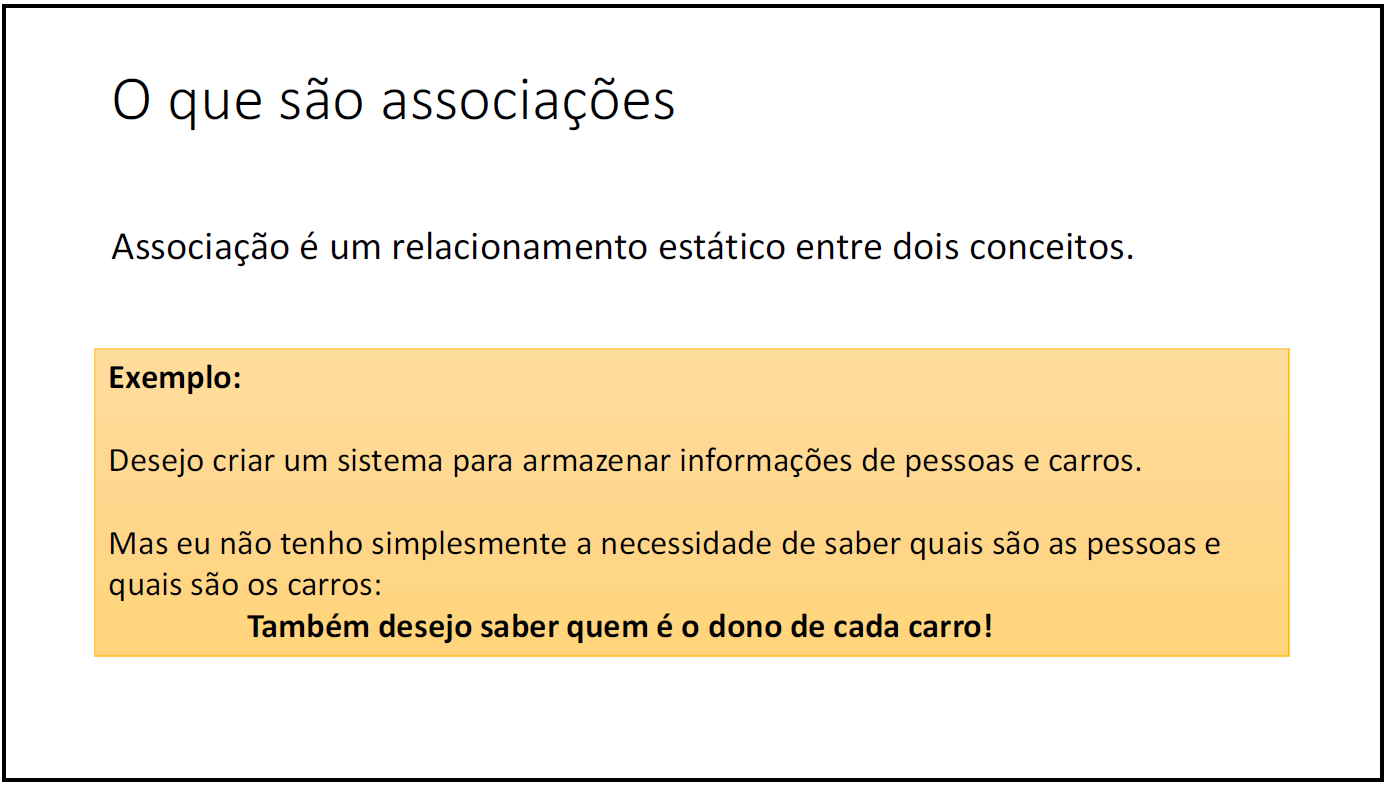 O que são associações
Associação é um relacionamento estático entre dois conceitos.
Exemplo:
Desejo criar um sistema para armazenar informações de pessoas e carros.
Mas eu não tenho simplesmente a necessidade de saber quais são as pessoas e
quais são os carros:
Também desejo saber quem é o dono de cada carro!